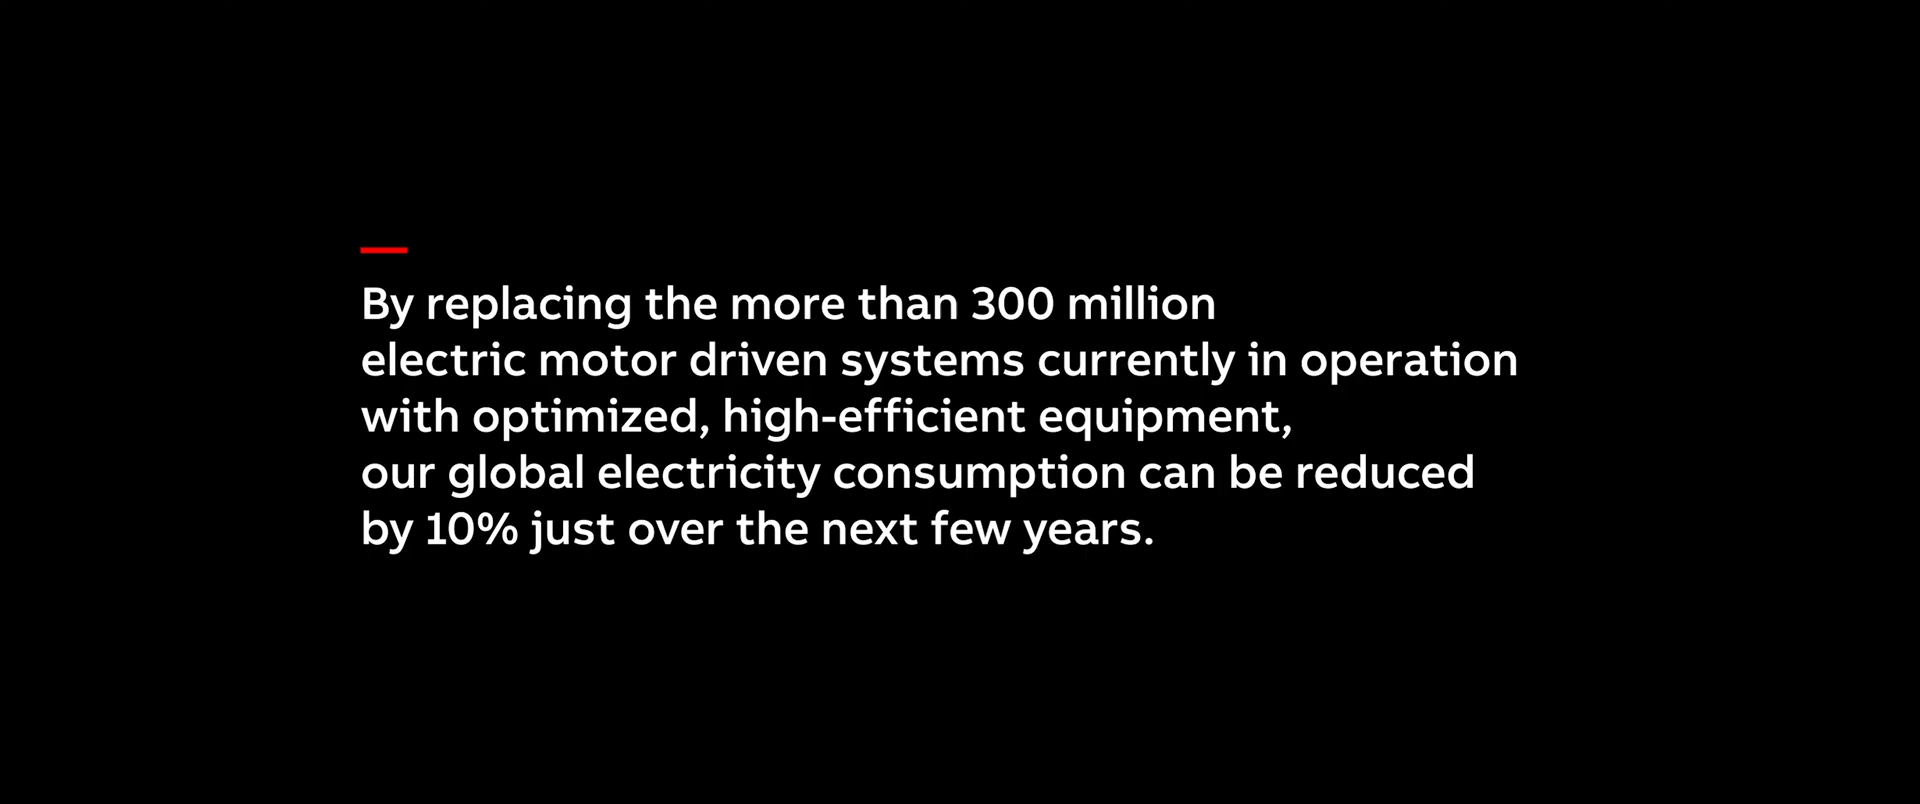 By replacing the more than 300 million
electric motor driven systems currently in operation
with optimized, high-efficient equipment,
our global electricity consumption can be reduced
by 10% just over the next few years.